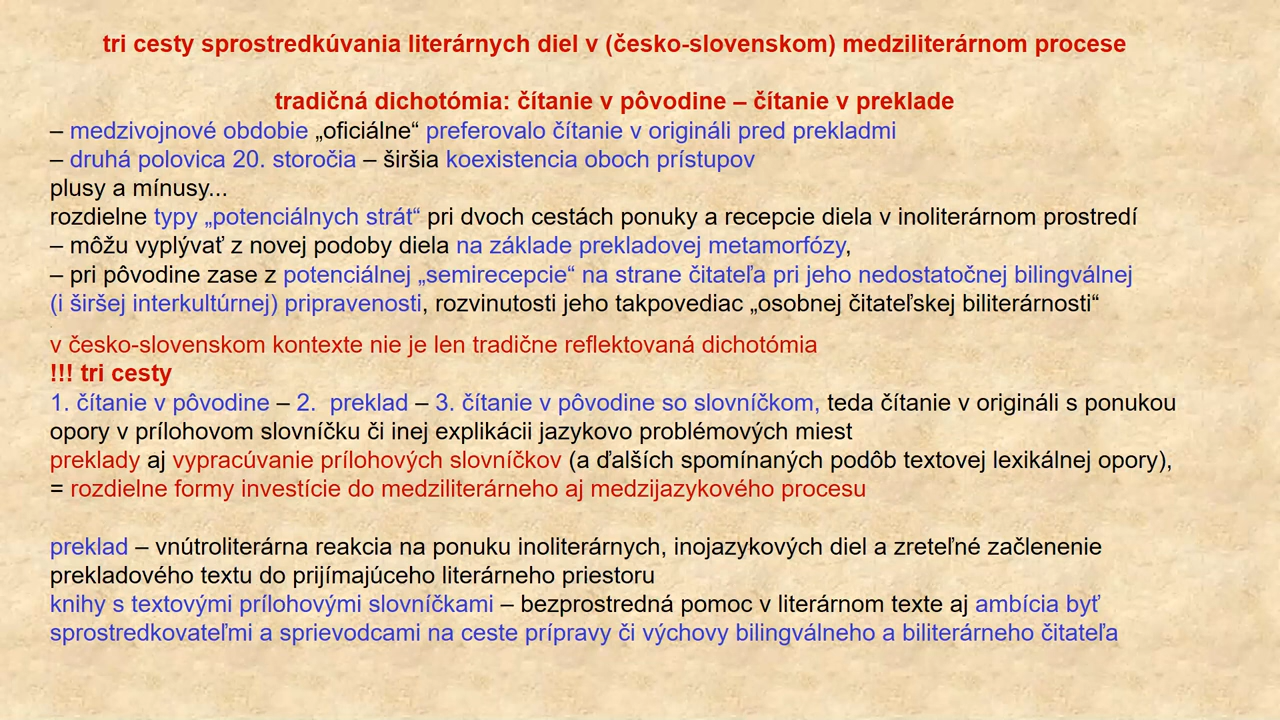 tri cesty sprostredkúvania literárnych diel v (česko-slovenskom) medziliterárnom procese
tradičná dichotómia: čítanie v pôvodine – čítanie v preklade
– medzivojnové obdobie „oficiálne“ preferovalo čítanie v origináli pred prekladmi
– druhá polovica 20. storočia – širšia koexistencia oboch prístupov
plusy a mínusy...
rozdielne typy „potenciálnych strát“ pri dvoch cestách ponuky a recepcie diela v inoliterárnom prostredí
– môžu vyplývať z novej podoby diela na základe prekladovej metamorfózy,
– pri pôvodine zase z potenciálnej „semirecepcie“ na strane čitateľa pri jeho nedostatočnej bilingválnej
(i širšej interkultúrnej) pripravenosti, rozvinutosti jeho takpovediac „osobnej čitateľskej biliterárnosti“
v česko-slovenskom kontexte nie je len tradične reflektovaná dichotómia
!!! tri cesty
1. čítanie v pôvodine – 2.  preklad – 3. čítanie v pôvodine so slovníčkom, teda čítanie v origináli s ponukou
opory v prílohovom slovníčku či inej explikácii jazykovo problémových miest
preklady aj vypracúvanie prílohových slovníčkov (a ďalších spomínaných podôb textovej lexikálnej opory),
= rozdielne formy investície do medziliterárneho aj medzijazykového procesu
preklad – vnútroliterárna reakcia na ponuku inoliterárnych, inojazykových diel a zreteľné začlenenie
prekladového textu do prijímajúceho literárneho priestoru
knihy s textovými prílohovými slovníčkami – bezprostredná pomoc v literárnom texte aj ambícia byť
sprostredkovateľmi a sprievodcami na ceste prípravy či výchovy bilingválneho a biliterárneho čitateľa